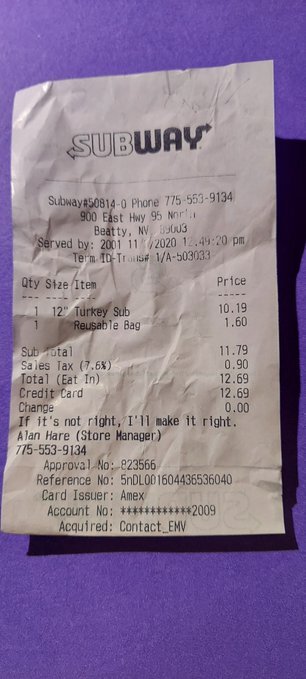 SUBWAY
Subway#50814-0 Phone 775-553-9134
900 East Hwy 95 North
Beatty, NV,
Served by: 2001 2020 12:49:20 pm
Term ID-Trans# 1/A-503033
Qty Size Item Price
--- ---- ---- -----
1 12" Turkey Sub 10.19
1 Reusable Bag 1.60
Sub Total 11.79
Sales Tax (7.6%) 0.90
Total (Eat In) 12.69
Credit Card 12.69
Change 0.00
If it's not right, I'll make it right.
Alan Hare (Store Manager)
775-553-9134
Approval No: 823566
Reference No: 5nDL001604436536040
Card Issuer: Amex
Account No: ************2009
Acquired: Contact_EMV